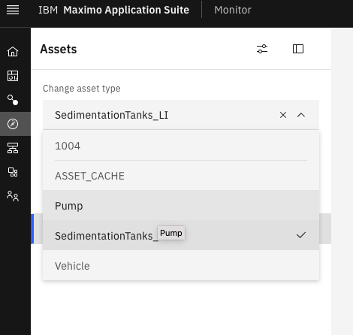 IBM Maximo Application Suite Monitor
Assets
Change asset type
SedimentationTanks_LI
1004
ASSET_CACHE
Pump
SedimentationTanks_
Pump
Vehicle